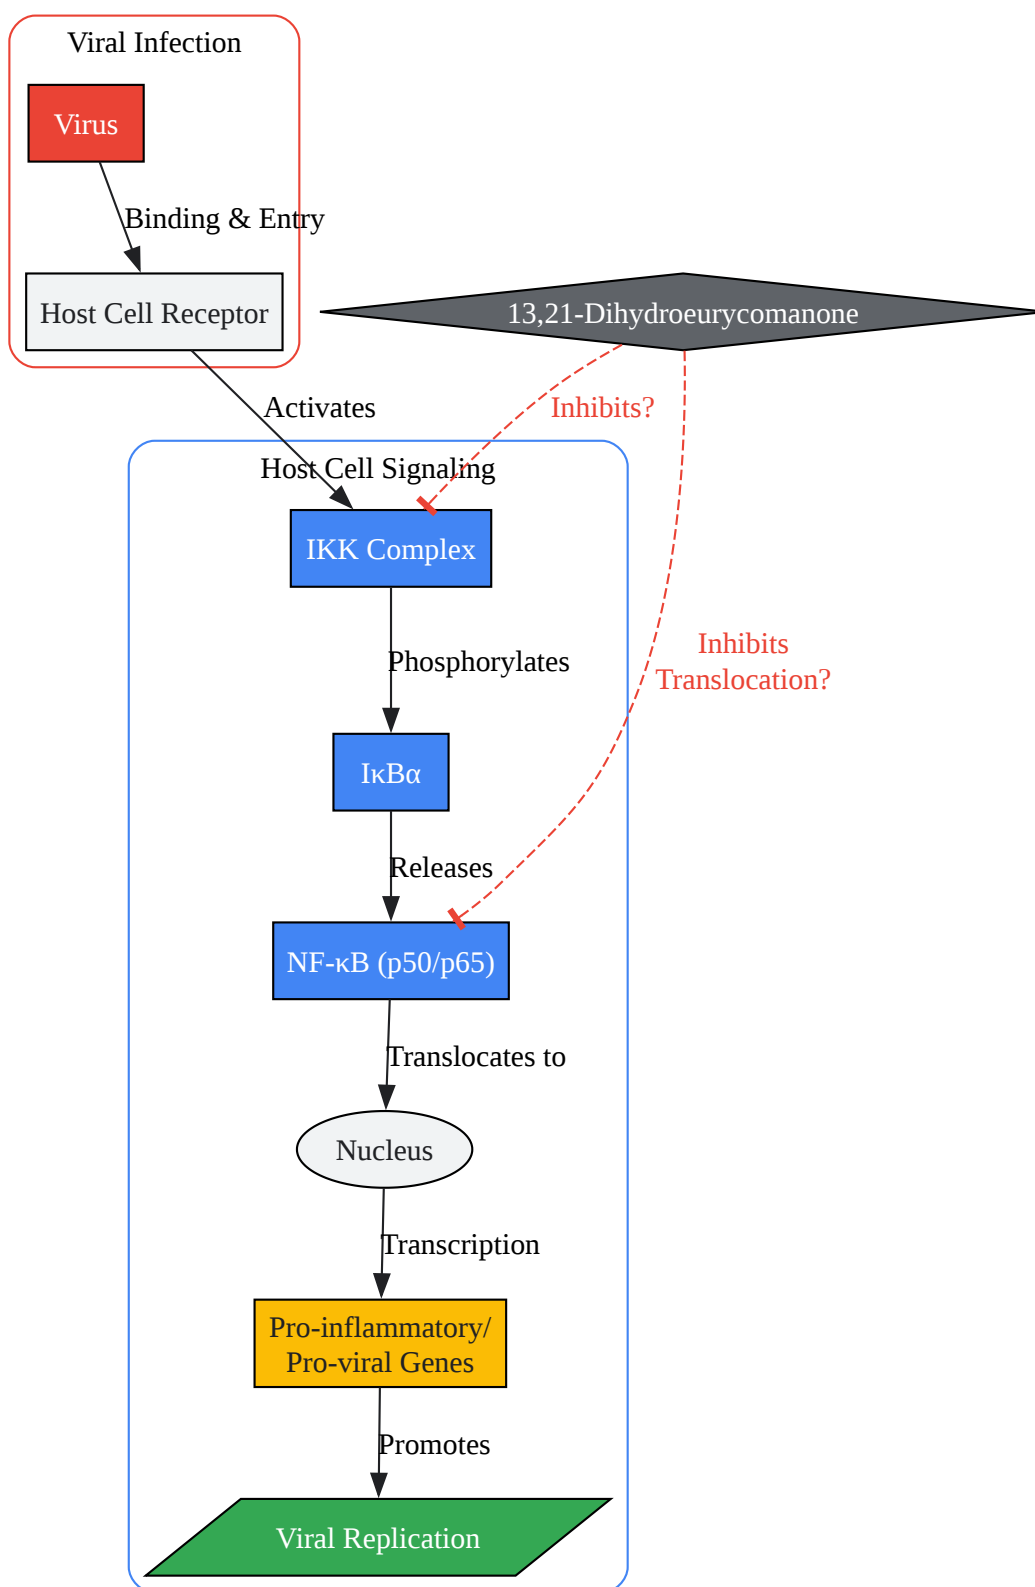 Viral Infection
Virus
Binding & Entry
Host Cell Receptor
13,21-Dihydroeurycomanone
Activates
Inhibits?
Host Cell Signaling
IKK Complex
Inhibits
Translocation?
Phosphorylates
IκBα
Releases
NF-κB (p50/p65)
Translocates to
Nucleus
Transcription
Pro-inflammatory/
Pro-viral Genes
Promotes
Viral Replication